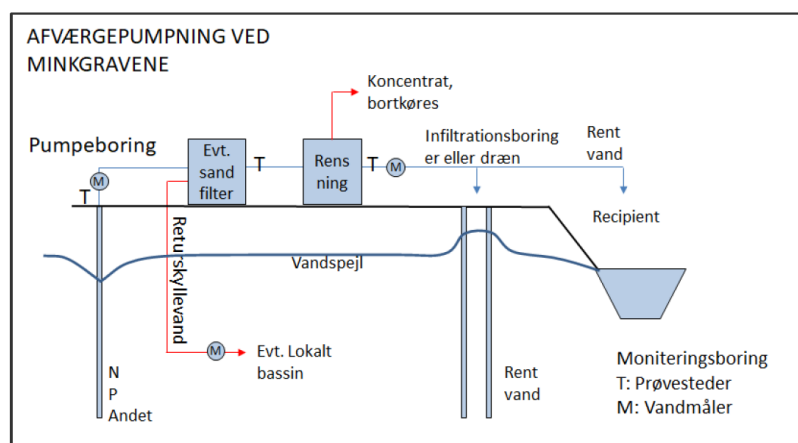 AFVÆRGEPUMPNING VED
MINKGRAVENE
Koncentrat,
bortkøres
Pumpeboring
Evt.
sand
filter
T
Rens
ning
T
M
Infiltrationsboring
er eller dræn
Rent
vand
M
T
Recipient
Returskyllevand
Vandspejl
M
Evt. Lokalt
bassin
N
P
Andet
Rent
vand
Moniteringsboring
T: Prøvesteder
M: Vandmåler